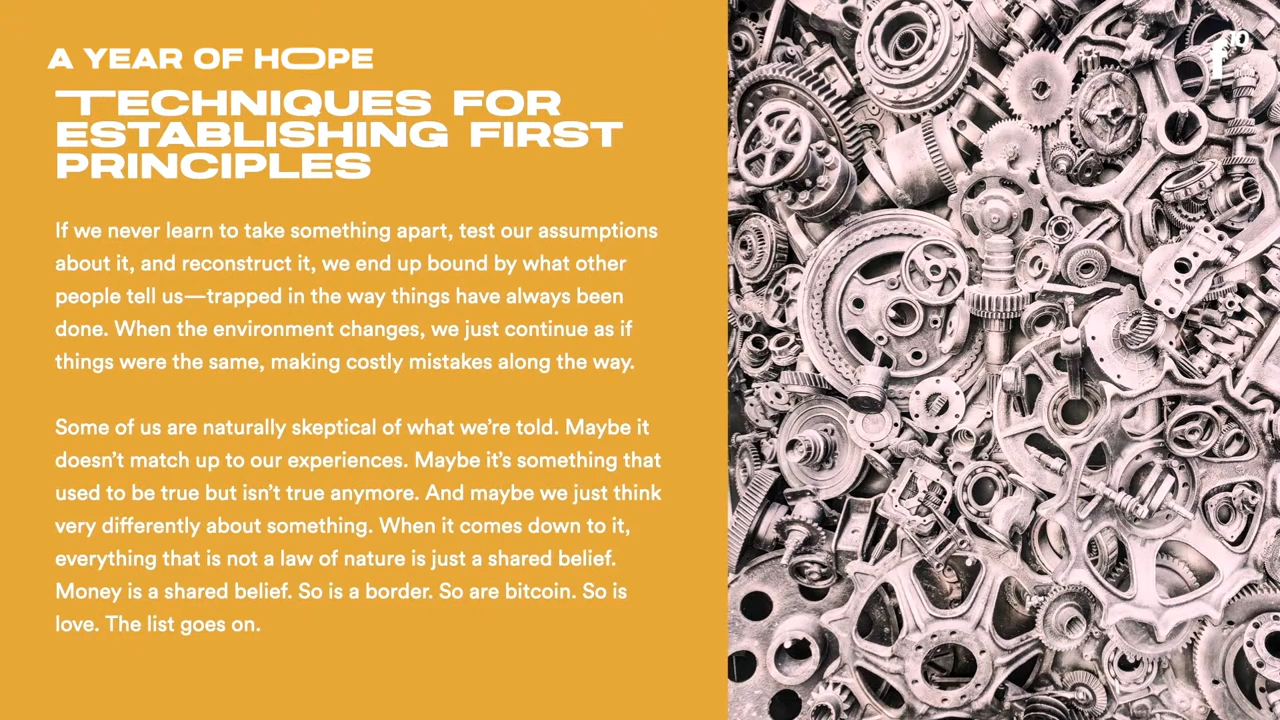 A YEAR OF HOPE
TECHNIQUES FOR
ESTABLISHING FIRST
PRINCIPLES
If we never learn to take something apart, test our assumptions
about it, and reconstruct it, we end up bound by what other
people tell us—trapped in the way things have always been
done. When the environment changes, we just continue as if
things were the same, making costly mistakes along the way.
Some of us are naturally skeptical of what we’re told. Maybe it
doesn’t match up to our experiences. Maybe it’s something that
used to be true but isn’t true anymore. And maybe we just think
very differently about something. When it comes down to it,
everything that is not a law of nature is just a shared belief.
Money is a shared belief. So is a border. So are bitcoin. So is
love. The list goes on.